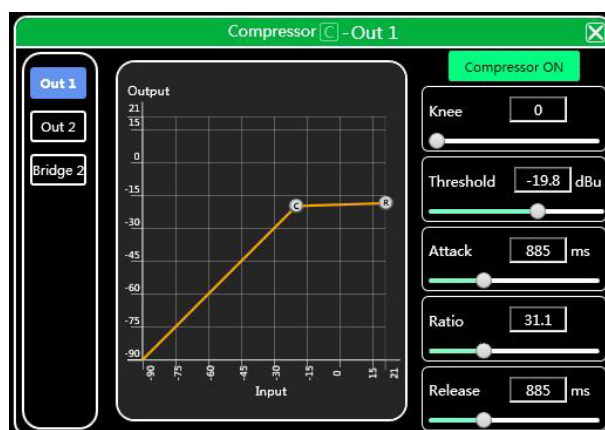 Compressor C -Out 1
Out 1
Out 2
Bridge 2
Output
21
15
0
-15
-30
-45
-60
-75
-90
C
R
-90
-75
-60
-45
-30
-15
0
15
21
Input
Compressor ON
Knee 0
Threshold -19.8 dBu
Attack 885 ms
Ratio 31.1
Release 885 ms